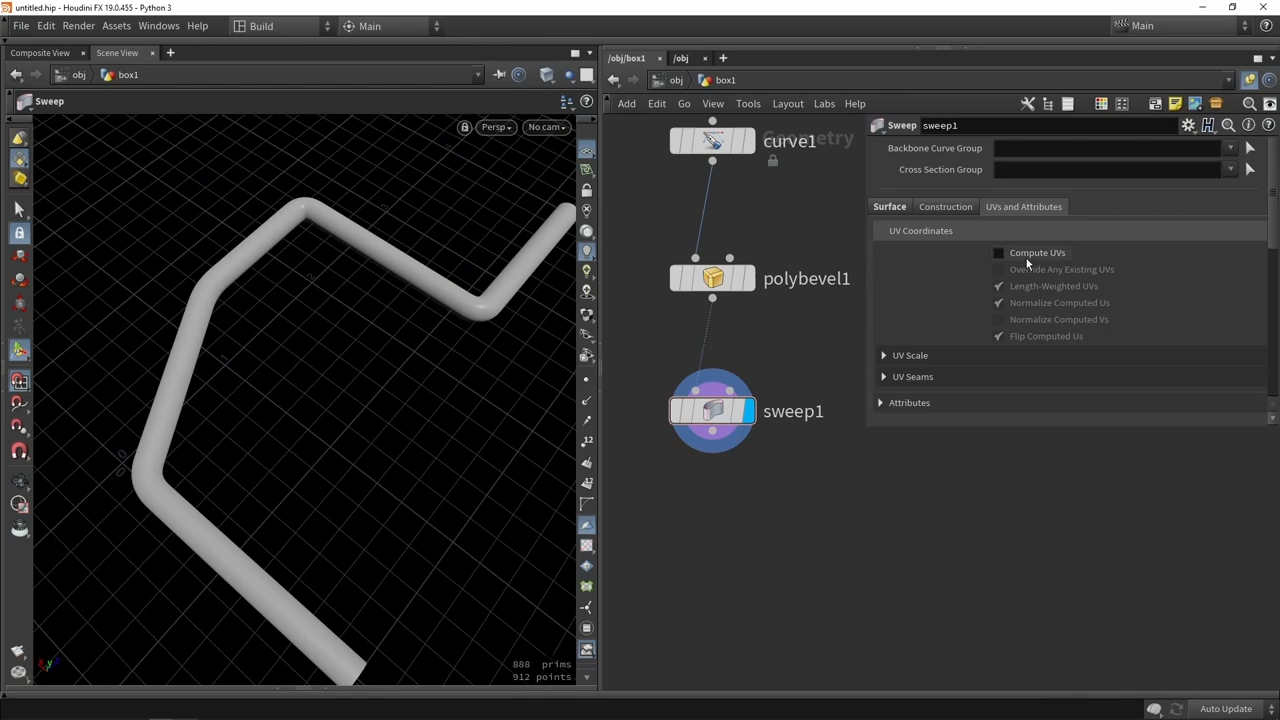 untitled.hip - Houdini FX 19.0.455 - Python 3
File Edit Render Assets Windows Help
Build
Main
Main
Composite View
Scene View
obj
box1
Sweep
Persp
No cam
888 prims
912 points
12
12
/obj/box1
/obj
obj
box1
Add Edit Go View Tools Layout Labs Help
Geometry
curve1
polybevel1
sweep1
Sweep sweep1
Backbone Curve Group
Cross Section Group
Surface Construction UVs and Attributes
UV Coordinates
Compute UVs
Override Any Existing UVs
Length-Weighted UVs
Normalize Computed Us
Normalize Computed Vs
Flip Computed Us
UV Scale
UV Seams
Attributes
Auto Update